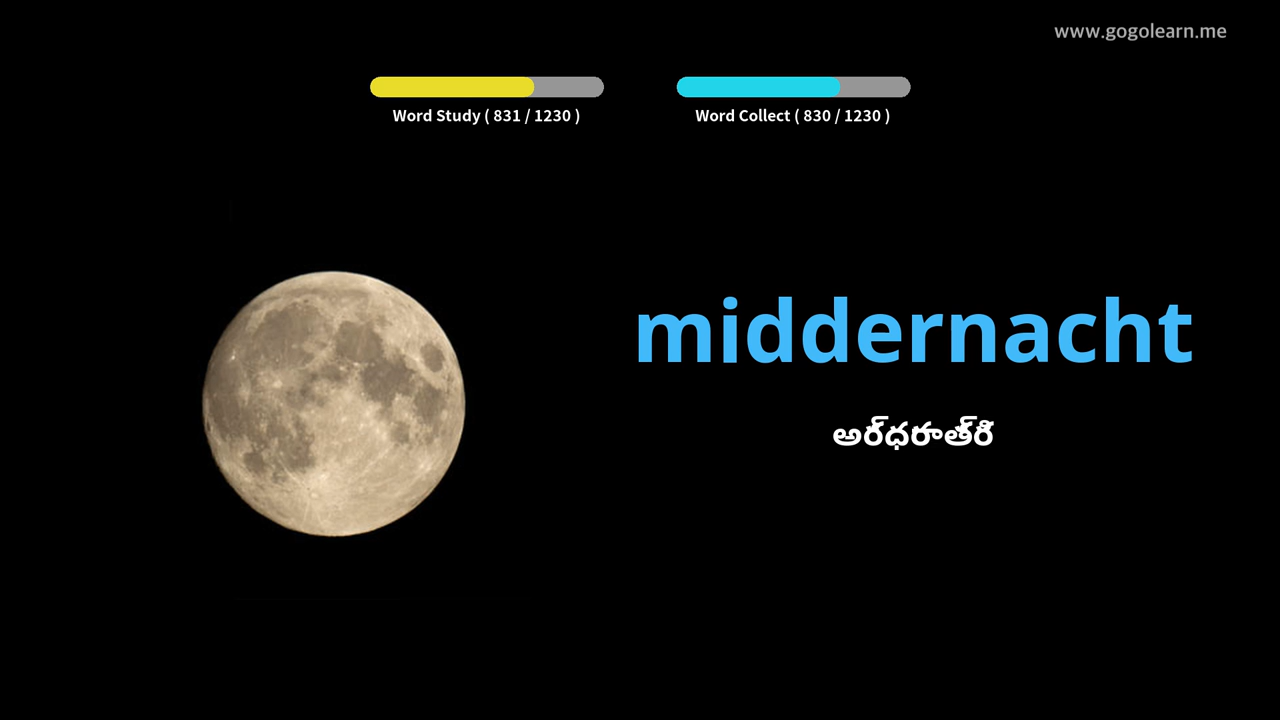 www.gogolearn.me
Word Study ( 831 / 1230 )
Word Collect ( 830 / 1230 )
middernacht
అర్ధరాత్రి